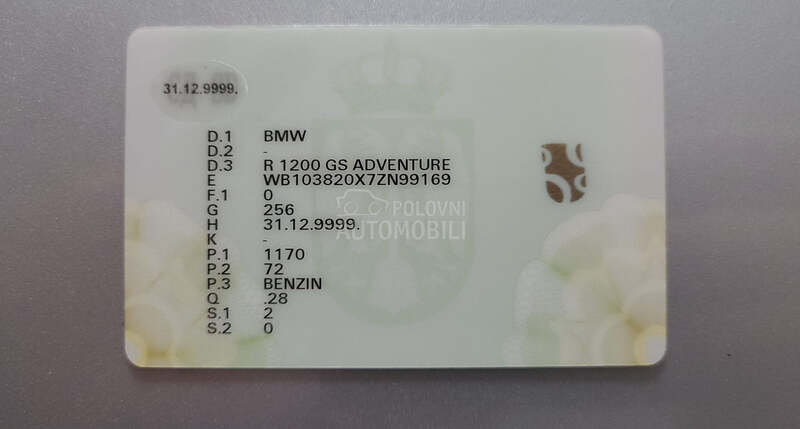 31.12.9999.
D.1 BMW
D.2 -
D.3 R 1200 GS ADVENTURE
E WB103820X7ZN99169
F.1 0
G 256
H 31.12.9999.
K -
P.1 1170
P.2 72
P.3 BENZIN
Q .28
S.1 2
S.2 0
POLOVNI
AUTOMOBILI